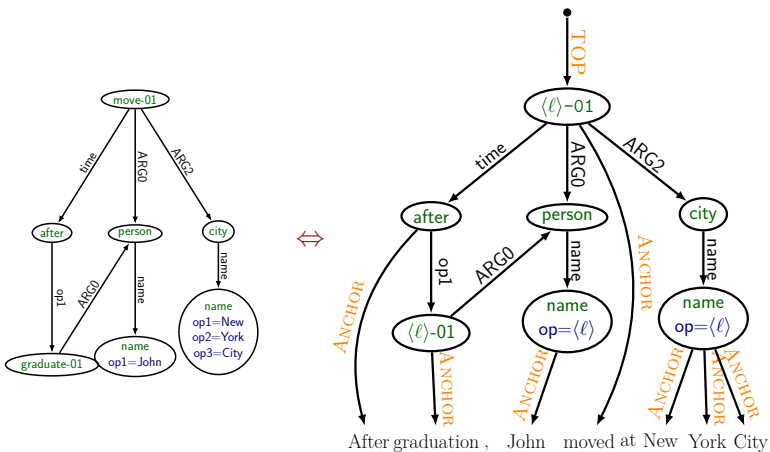 move-01
time
ARG0
ARG2
after
person
city
op1
ARG0
name
name
graduate-01
name
op1=John
name
op1=New
op2=York
op3=City
⇔
TOP
⟨ℓ⟩-01
time
ARG0
ARG2
after
person
city
ANCHOR
op1
ARG0
name
ANCHOR
name
⟨ℓ⟩-01
name
op=⟨ℓ⟩
name
op=⟨ℓ⟩
ANCHOR
ANCHOR
ANCHOR
ANCHOR
ANCHOR
After graduation , John moved at New York City